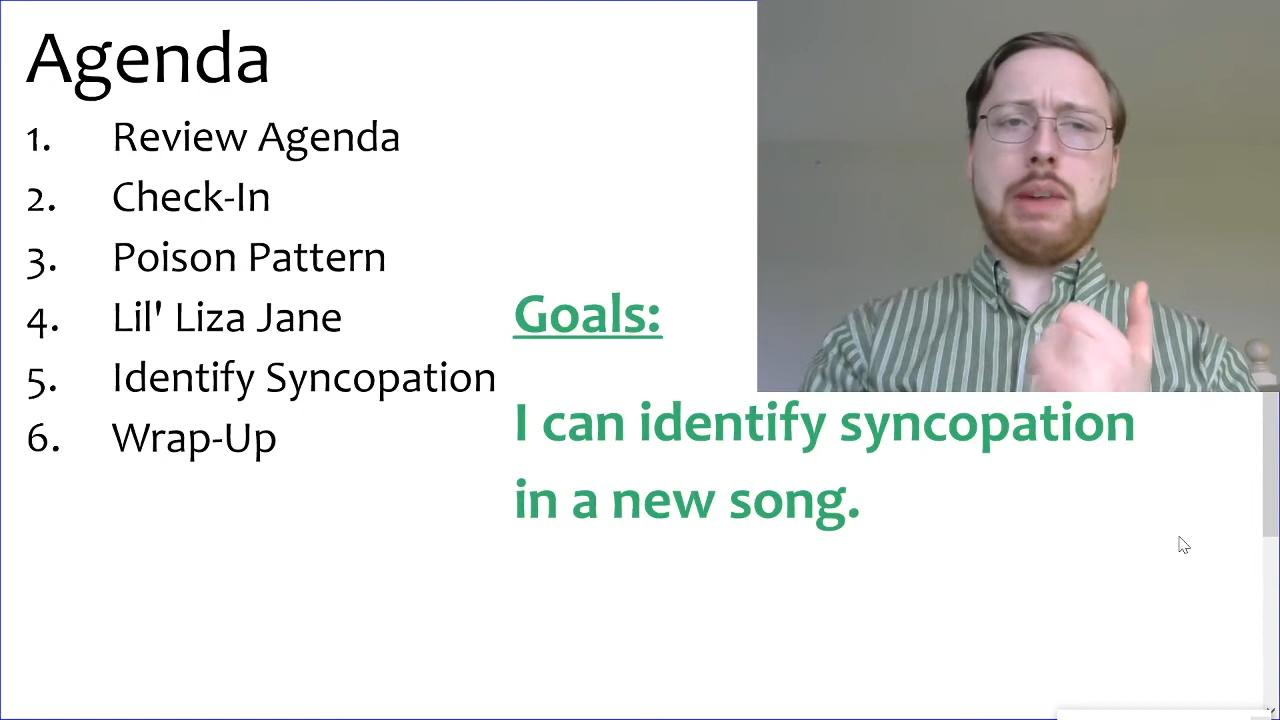 Agenda
1. Review Agenda
2. Check-In
3. Poison Pattern
4. Lil' Liza Jane
5. Identify Syncopation
6. Wrap-Up
Goals:
I can identify syncopation
in a new song.